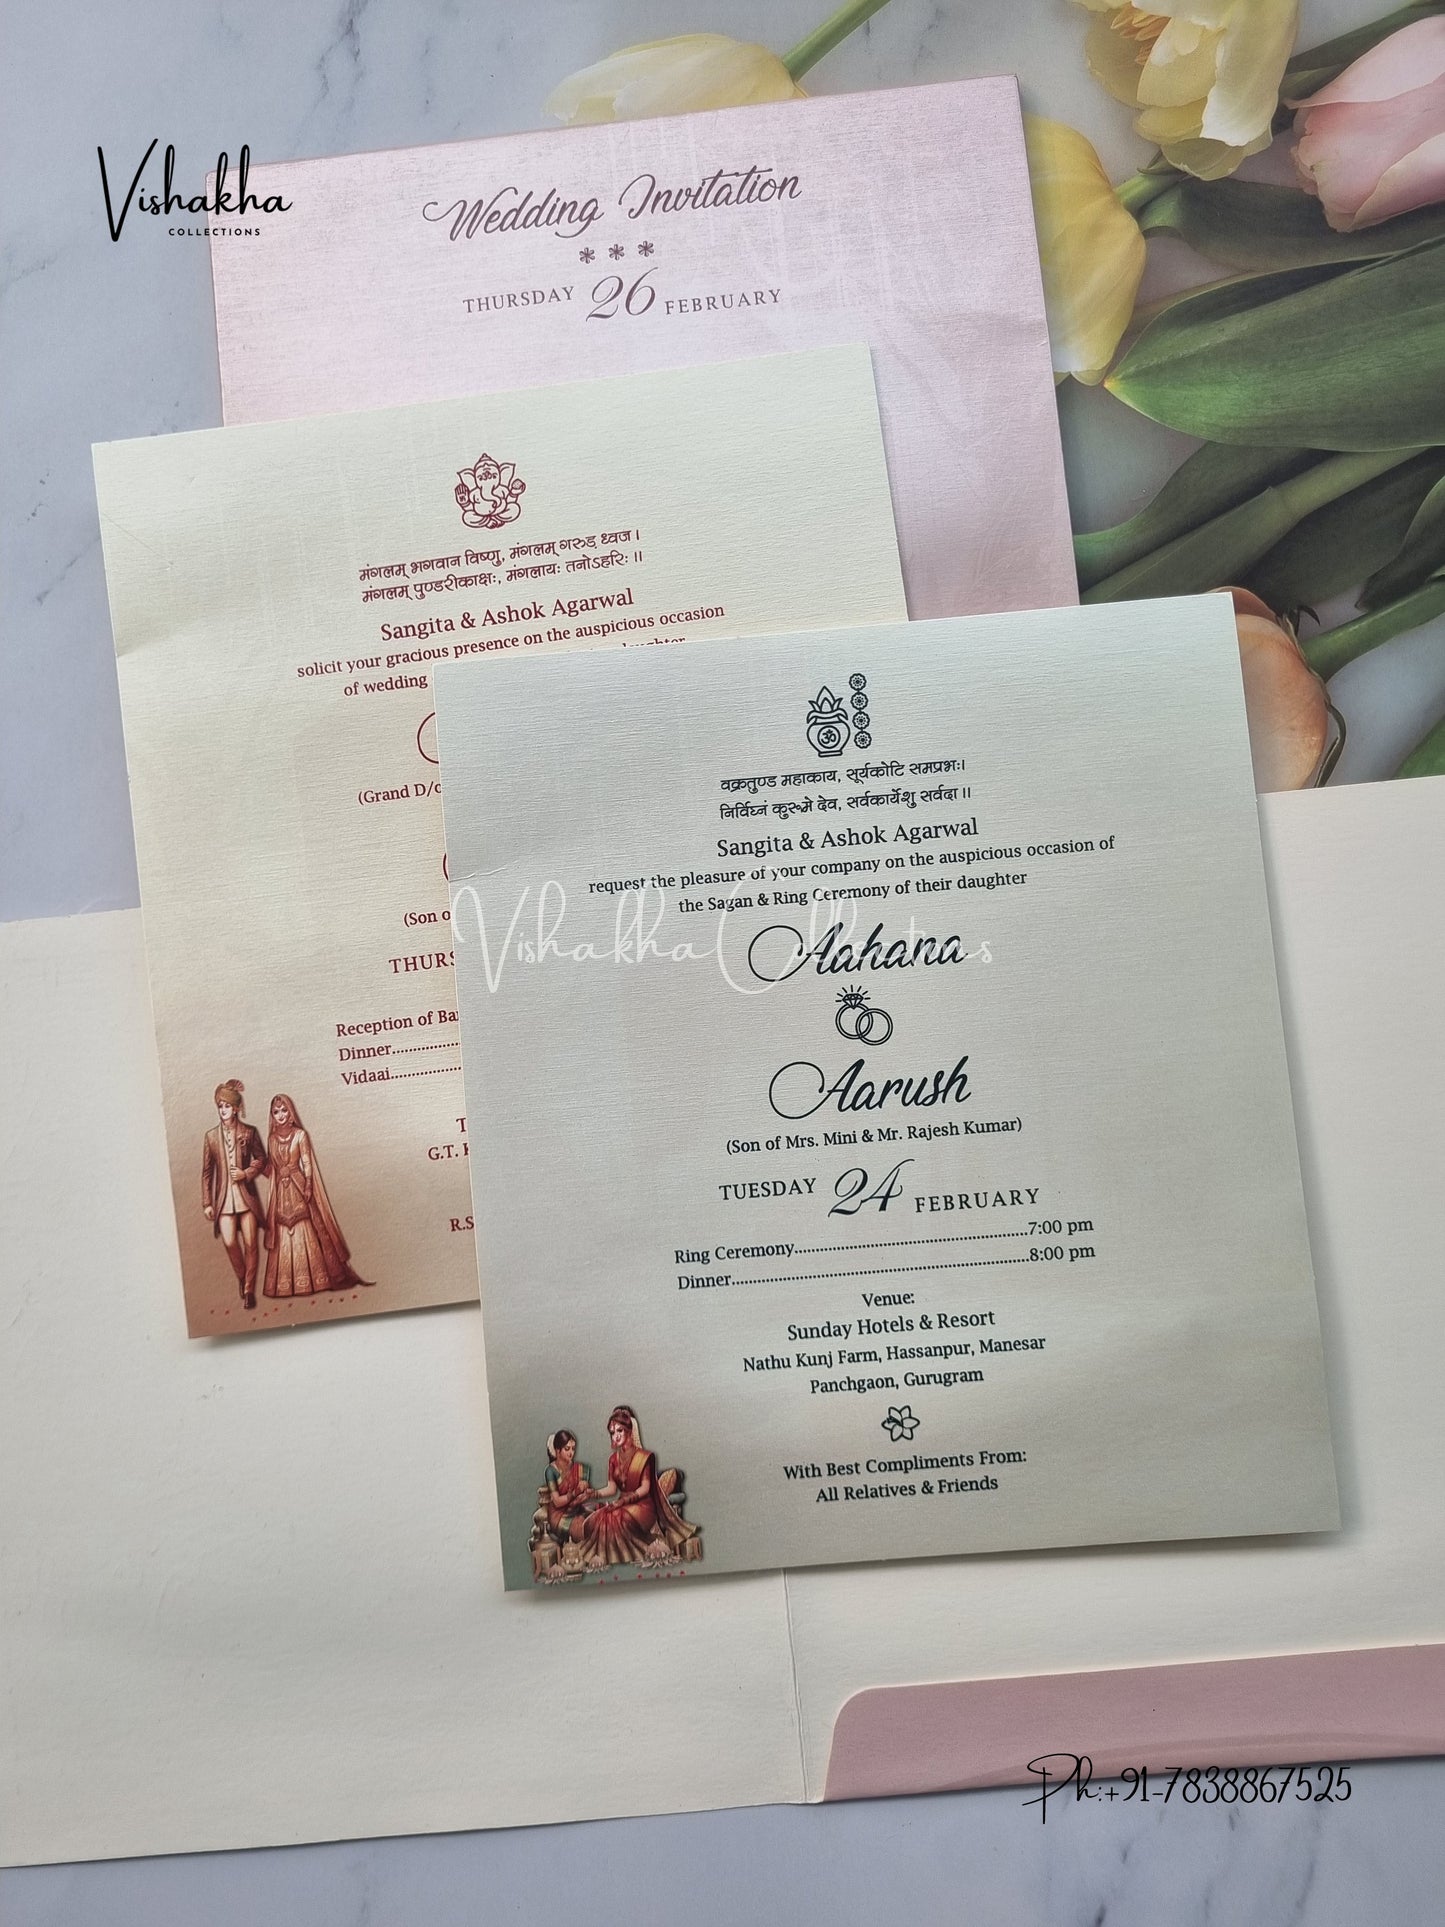 Vishakha
COLLECTIONS
Wedding Invitation
THURSDAY 26 FEBRUARY
मंगलम् भगवान विष्णु, मंगलम् गरुड़ ध्वज ।
मंगलम् पुण्डरीकाक्षः, मंगलायः तनोऽहरिः ।।
Sangita & Ashok Agarwal
solicit your gracious presence on the auspicious occasion
of wedding daughter
(Grand D/o
(Son o
THURS
Reception of Bar
Dinner
Vidaai
T
G.T. K
R.S
वक्रतुण्ड महाकाय, सूर्यकोटि समप्रभः।
निर्विघ्नं कुरूमे देव, सर्वकार्येशु सर्वदा ।।
Sangita & Ashok Agarwal
request the pleasure of your company on the auspicious occasion of
the Sagan & Ring Ceremony of their daughter
Vishakha Collections
Aahana
Aarush
(Son of Mrs. Mini & Mr. Rajesh Kumar)
TUESDAY 24 FEBRUARY
Ring Ceremony..................................................7:00 pm
Dinner................................................................8:00 pm
Venue:
Sunday Hotels & Resort
Nathu Kunj Farm, Hassanpur, Manesar
Panchgaon, Gurugram
With Best Compliments From:
All Relatives & Friends
Ph.:+91-7838867525